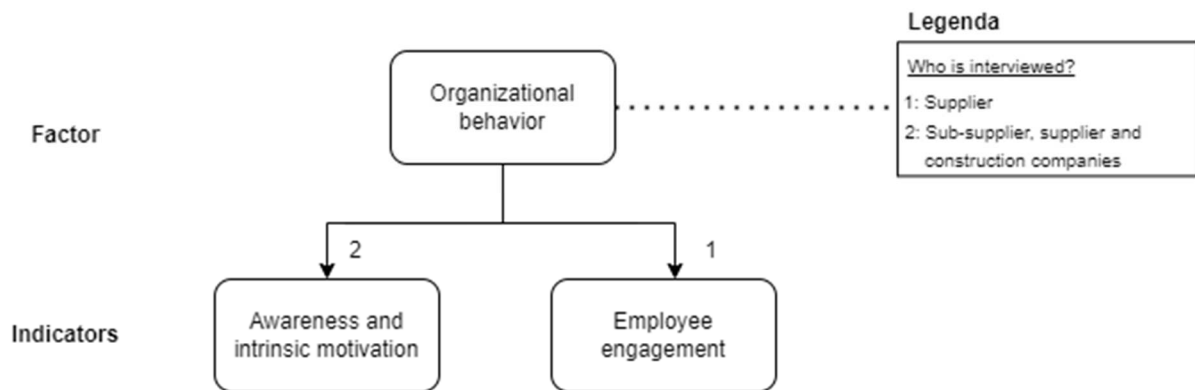 Legenda
Who is interviewed?
1: Supplier
2: Sub-supplier, supplier and
construction companies
Factor
Organizational
behavior
2
1
Indicators
Awareness and
intrinsic motivation
Employee
engagement